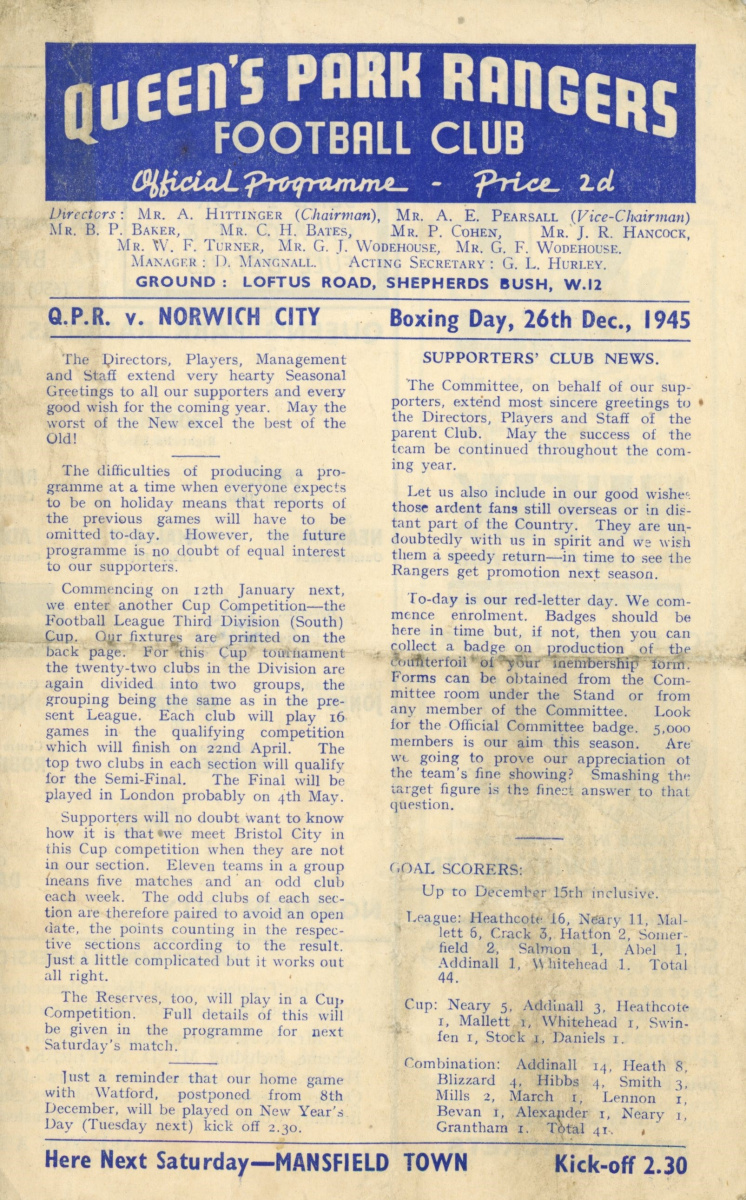 QUEEN'S PARK RANGERS
FOOTBALL CLUB
Official Programme - Price 2d
Directors: MR. A. HITTINGER (Chairman), MR. A. E. PEARSALL (Vice-Chairman)
MR. B. P. BAKER, MR. C. H. BATES, MR. P. COHEN, MR. J. R. HANCOCK,
MR. W. F. TURNER, MR. G. J. WODEHOUSE, MR. G. F. WODEHOUSE.
MANAGER: D. MANGNALL. ACTING SECRETARY: G. L. HURLEY.
GROUND: LOFTUS ROAD, SHEPHERDS BUSH, W.12
Q.P.R. v. NORWICH CITY Boxing Day, 26th Dec., 1945
The Directors, Players, Management
and Staff extend very hearty Seasonal
Greetings to all our supporters and every
good wish for the coming year. May the
worst of the New excel the best of the
Old!
The difficulties of producing a pro-
gramme at a time when everyone expects
to be on holiday means that reports of
the previous games will have to be
omitted to-day. However, the future
programme is no doubt of equal interest
to our supporters.
Commencing on 12th January next,
we enter another Cup Competition—the
Football League Third Division (South)
Cup. Our fixtures are printed on the
back page. For this Cup tournament
the twenty-two clubs in the Division are
again divided into two groups, the
grouping being the same as in the pre-
sent League. Each club will play 16
games in the qualifying competition
which will finish on 22nd April. The
top two clubs in each section will qualify
for the Semi-Final. The Final will be
played in London probably on 4th May.
Supporters will no doubt want to know
how it is that we meet Bristol City in
this Cup competition when they are not
in our section. Eleven teams in a group
means five matches and an odd club
each week. The odd clubs of each sec-
tion are therefore paired to avoid an open
date, the points counting in the respec-
tive sections according to the result.
Just a little complicated but it works out
all right.
The Reserves, too, will play in a Cup
Competition. Full details of this will
be given in the programme for next
Saturday's match.
Just a reminder that our home game
with Watford, postponed from 8th
December, will be played on New Year's
Day (Tuesday next) kick off 2.30.
SUPPORTERS' CLUB NEWS.
The Committee, on behalf of our sup-
porters, extend most sincere greetings to
the Directors, Players and Staff of the
parent Club. May the success of the
team be continued throughout the com-
ing year.
Let us also include in our good wishes
those ardent fans still overseas or in dis-
tant part of the Country. They are un-
doubtedly with us in spirit and we wish
them a speedy return—in time to see the
Rangers get promotion next season.
To-day is our red-letter day. We com-
mence enrolment. Badges should be
here in time but, if not, then you can
collect a badge on production of the
counterfoil of your membership form.
Forms can be obtained from the Com-
mittee room under the Stand or from
any member of the Committee. Look
for the Official Committee badge. 5,000
members is our aim this season. Are
we going to prove our appreciation of
the team's fine showing? Smashing the
target figure is the finest answer to that
question.
GOAL SCORERS:
Up to December 15th inclusive.
League: Heathcote 16, Neary 11, Mal-
lett 6, Crack 3, Hatton 2, Somer-
field 2, Salmon 1, Abel 1,
Addinall 1, Whitehead 1. Total
44.
Cup: Neary 5, Addinall 3, Heathcote
1, Mallett 1, Whitehead 1, Swin-
fen 1, Stock 1, Daniels 1.
Combination: Addinall 14, Heath 8,
Blizzard 4, Hibbs 4, Smith 3,
Mills 2, March 1, Lennon 1,
Bevan 1, Alexander 1, Neary 1,
Grantham 1. Total 41.
Here Next Saturday—MANSFIELD TOWN Kick-off 2.30